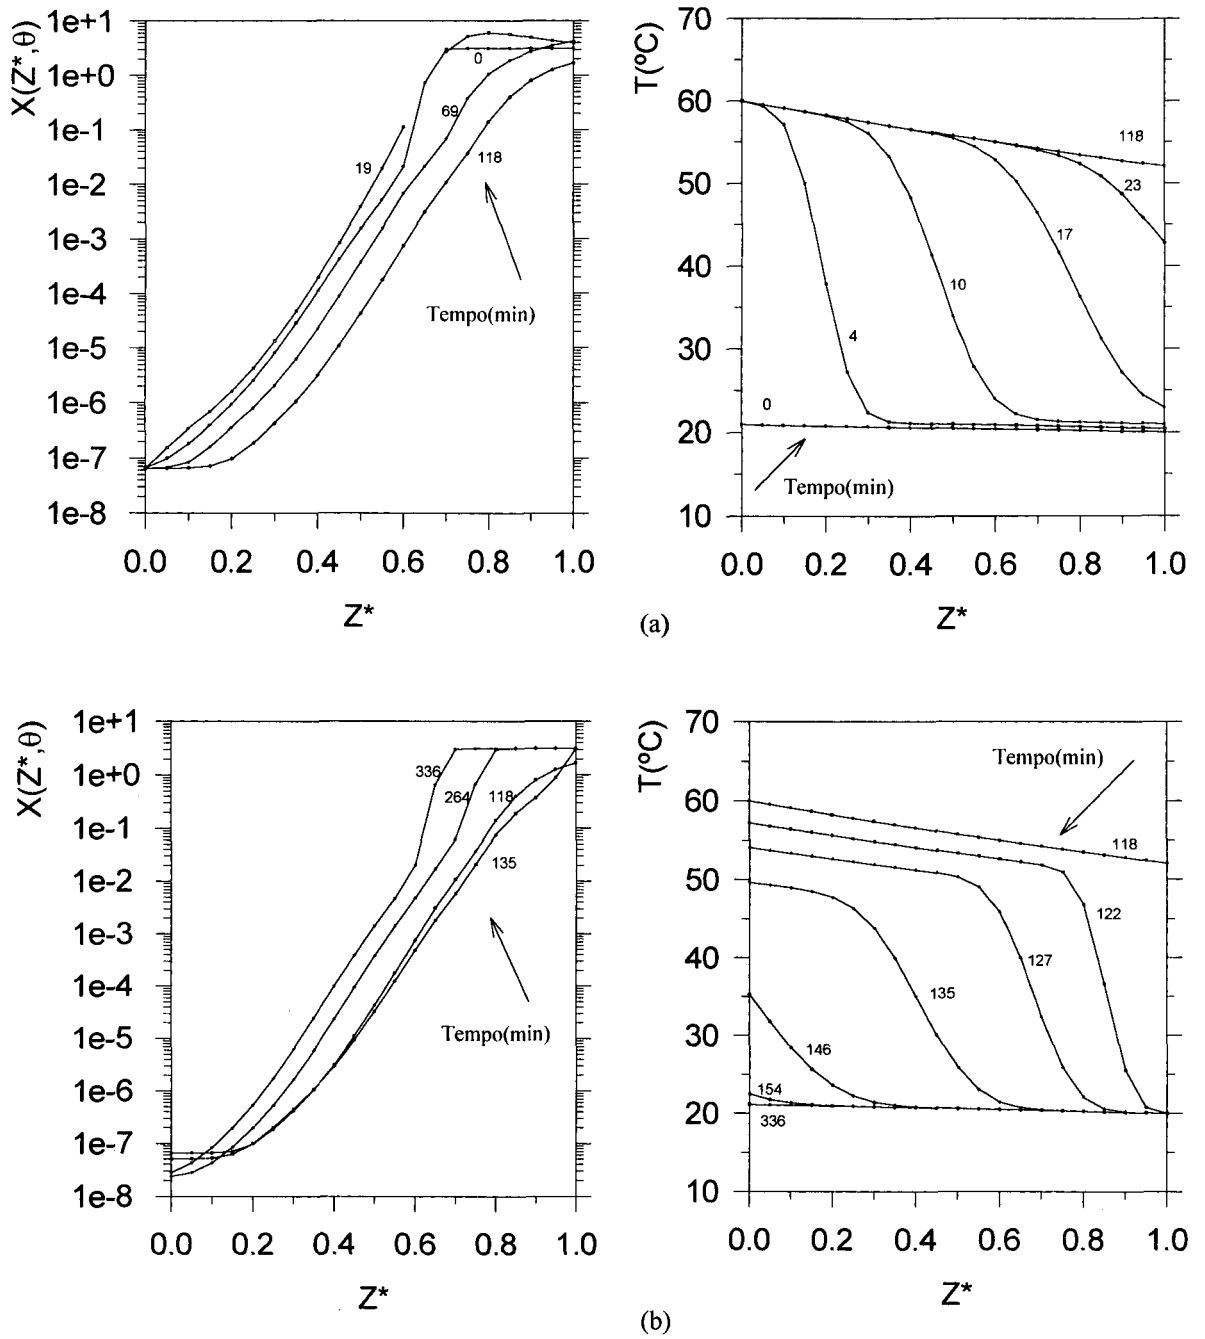 X(Z*,θ)
1e+1
1e+0
1e-1
1e-2
1e-3
1e-4
1e-5
1e-6
1e-7
1e-8
0
69
19
118
Tempo(min)
0.0 0.2 0.4 0.6 0.8 1.0
Z*
T(ºC)
70
60
50
40
30
20
10
118
23
17
10
4
0
Tempo(min)
0.0 0.2 0.4 0.6 0.8 1.0
Z*
(a)
X(Z*,θ)
1e+1
1e+0
1e-1
1e-2
1e-3
1e-4
1e-5
1e-6
1e-7
1e-8
336
264
118
135
Tempo(min)
0.0 0.2 0.4 0.6 0.8 1.0
Z*
T(ºC)
70
60
50
40
30
20
10
Tempo(min)
118
122
127
135
146
154
336
0.0 0.2 0.4 0.6 0.8 1.0
Z*
(b)